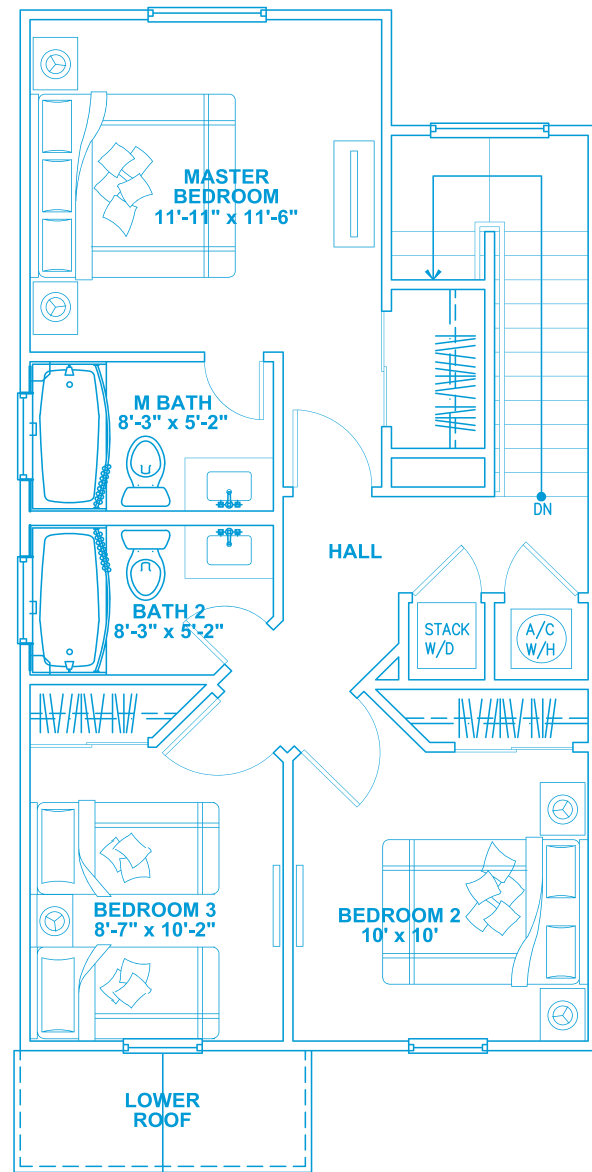 MASTER
BEDROOM
11'-11" x 11'-6"
M BATH
8'-3" x 5'-2"
DN
HALL
BATH 2
8'-3" x 5'-2"
STACK
W/D
A/C
W/H
BEDROOM 3
8'-7" x 10'-2"
BEDROOM 2
10' x 10'
LOWER
ROOF